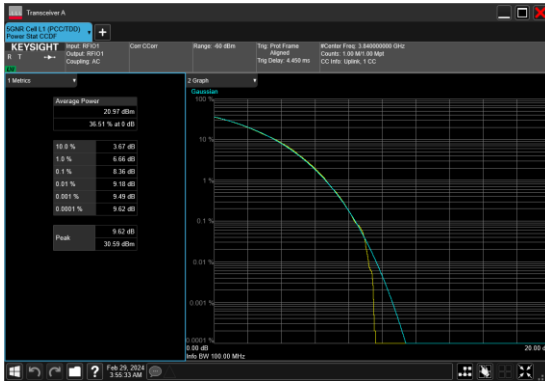 Transceiver A
5GNR Cell L1 (PCC/TDD)
Power Stat CCDF
KEYSIGHT
R T
Input: RFIO1
Output: RFIO1
Coupling: AC
Corr CCorr
Range: -60 dBm
Trig: Prot Frame
Aligned
Trig Delay: 4.450 ms
#Center Freq: 3.840000000 GHz
Counts: 1.00 M/1.00 Mpt
CC Info: Uplink, 1 CC
1 Metrics
2 Graph
Gaussian
Average Power
20.97 dBm
36.51 % at 0 dB
10.0 % 3.67 dB
1.0 % 6.66 dB
0.1 % 8.36 dB
0.01 % 9.18 dB
0.001 % 9.49 dB
0.0001 % 9.62 dB
Peak 9.62 dB
30.59 dBm
100 %
10 %
1 %
0.1 %
0.01 %
0.001 %
0.0001 %
0.00 dB
20.00 d
Info BW 100.00 MHz
Feb 29, 2024
3:55:33 AM